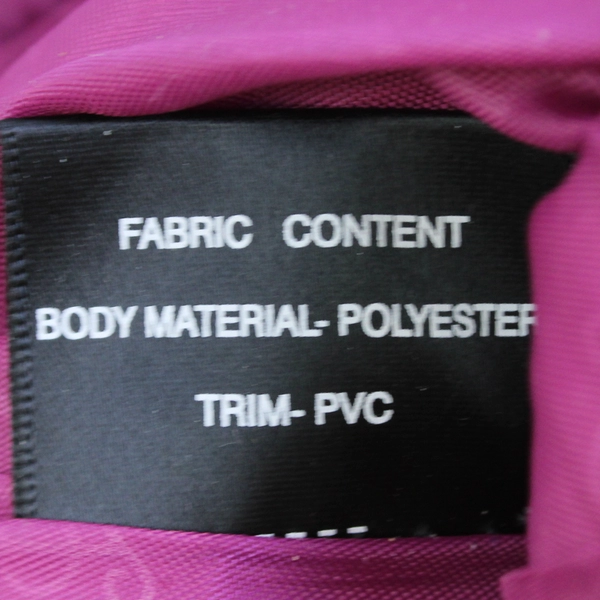 FABRIC CONTENT
BODY MATERIAL- POLYESTER
TRIM- PVC